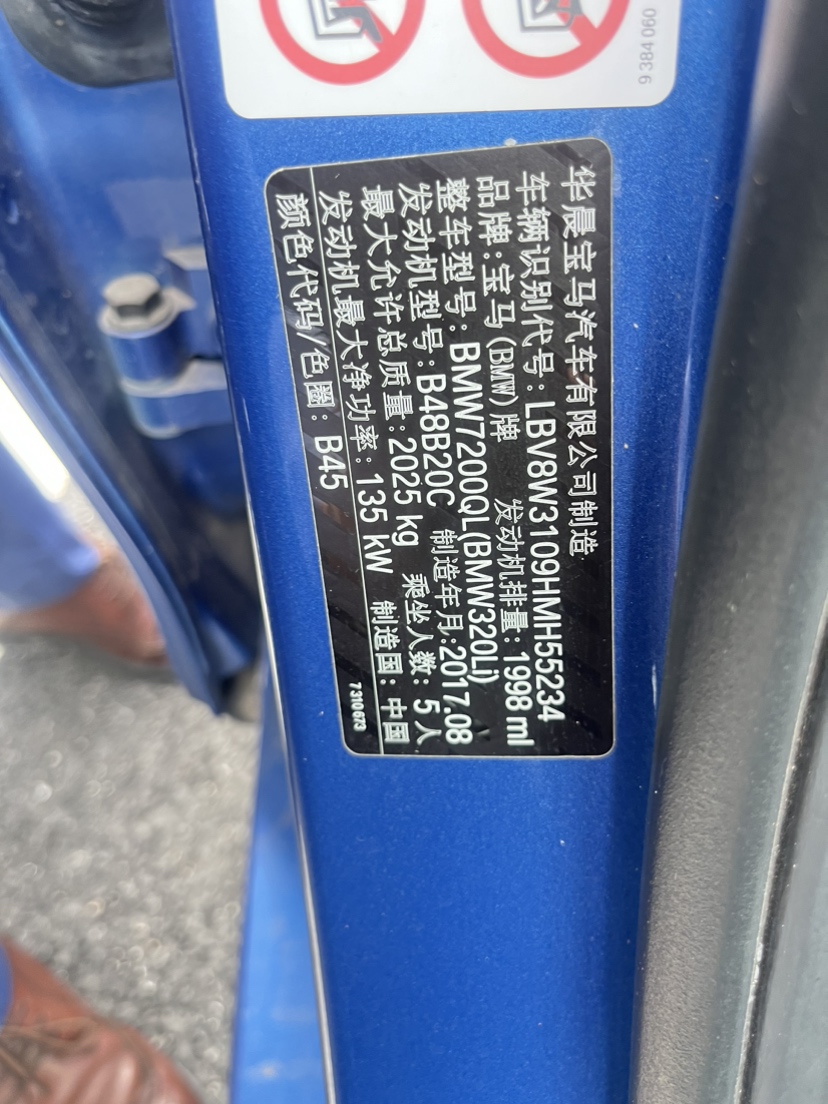 9 384 060
华晨宝马汽车有限公司制造
车辆识别代号: LBV8W3109HMH55234
品牌: 宝马(BMW)牌 发动机排量: 1998 ml
整车型号: BMW7200QL(BMW320Li)
发动机型号: B48B20C 制造年月: 2017.08
最大允许总质量: 2025 kg 乘坐人数: 5人
发动机最大净功率: 135 kW 制造国: 中国
颜色代码/色圈: B45 7310673